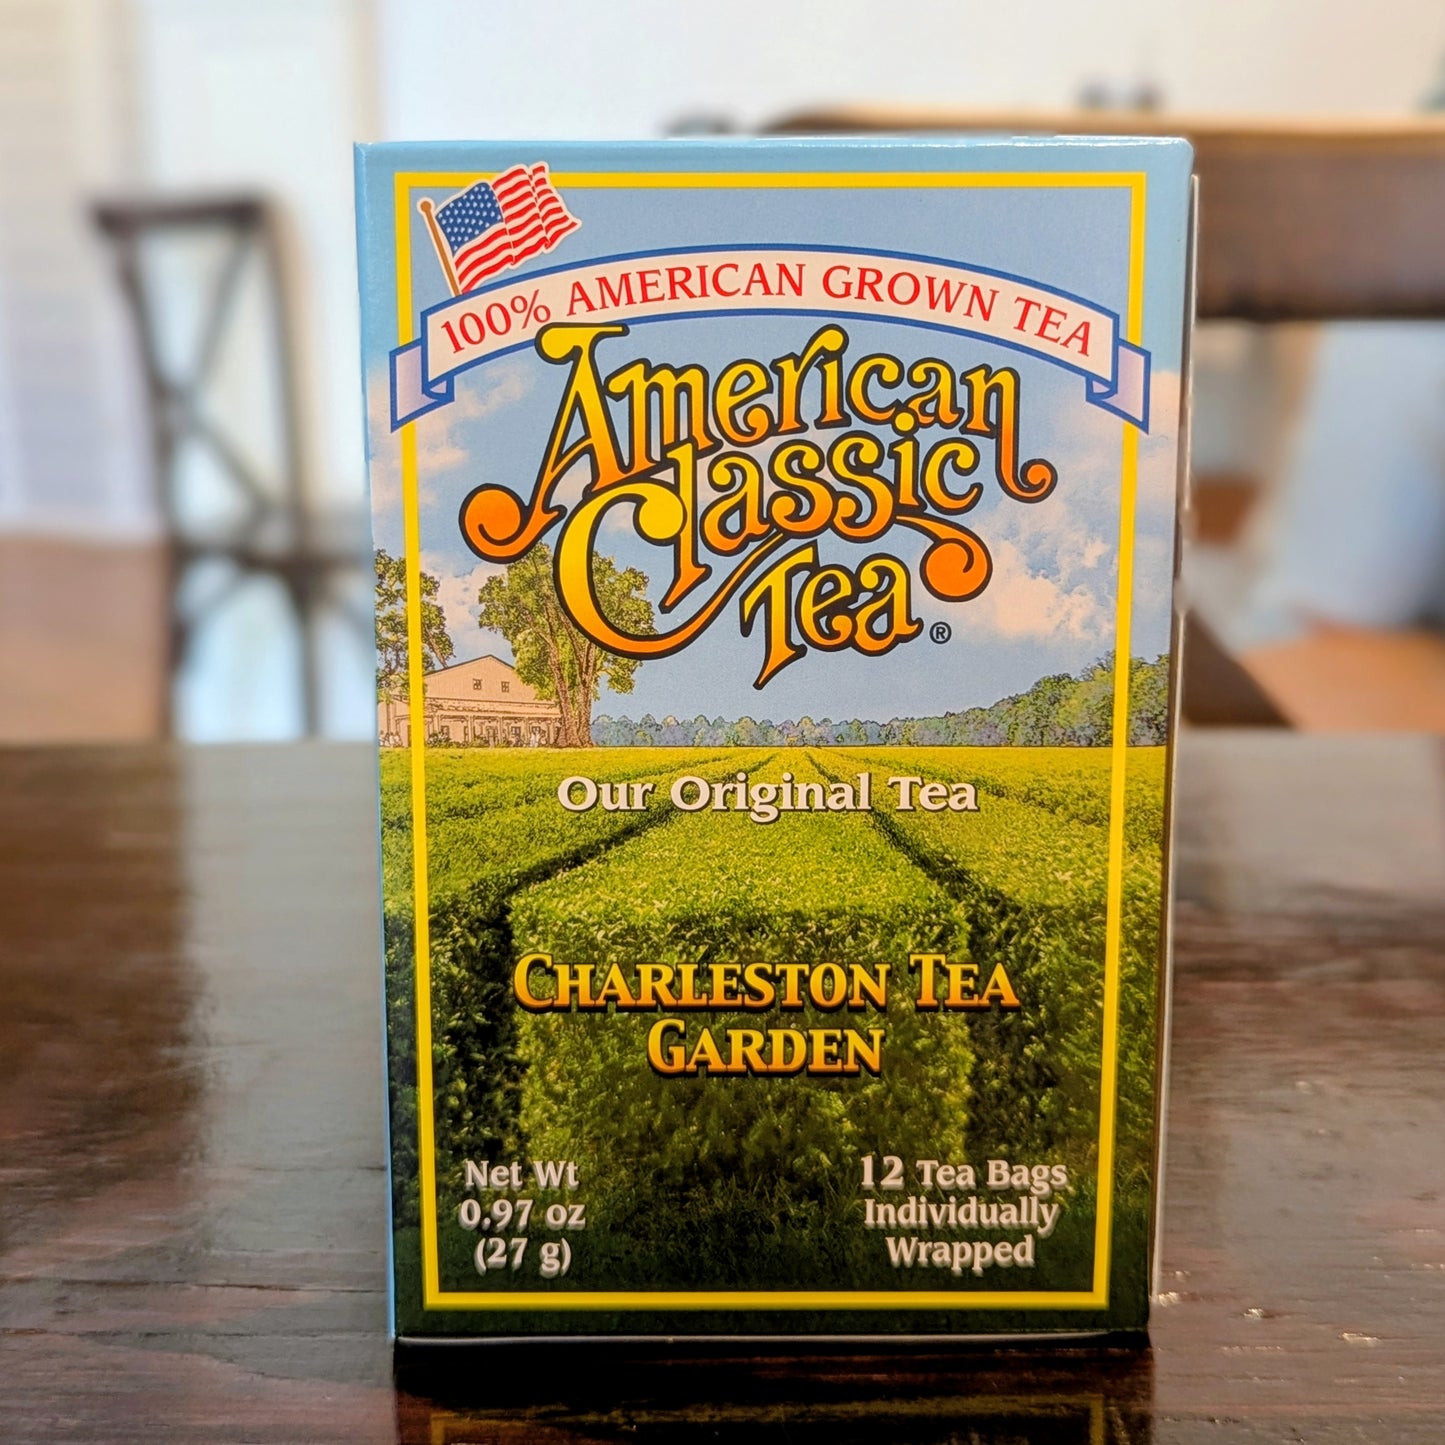 100% AMERICAN GROWN TEA
American
Classic
Tea®
Our Original Tea
CHARLESTON TEA
GARDEN
Net Wt
0.97 oz
(27 g)
12 Tea Bags
Individually
Wrapped